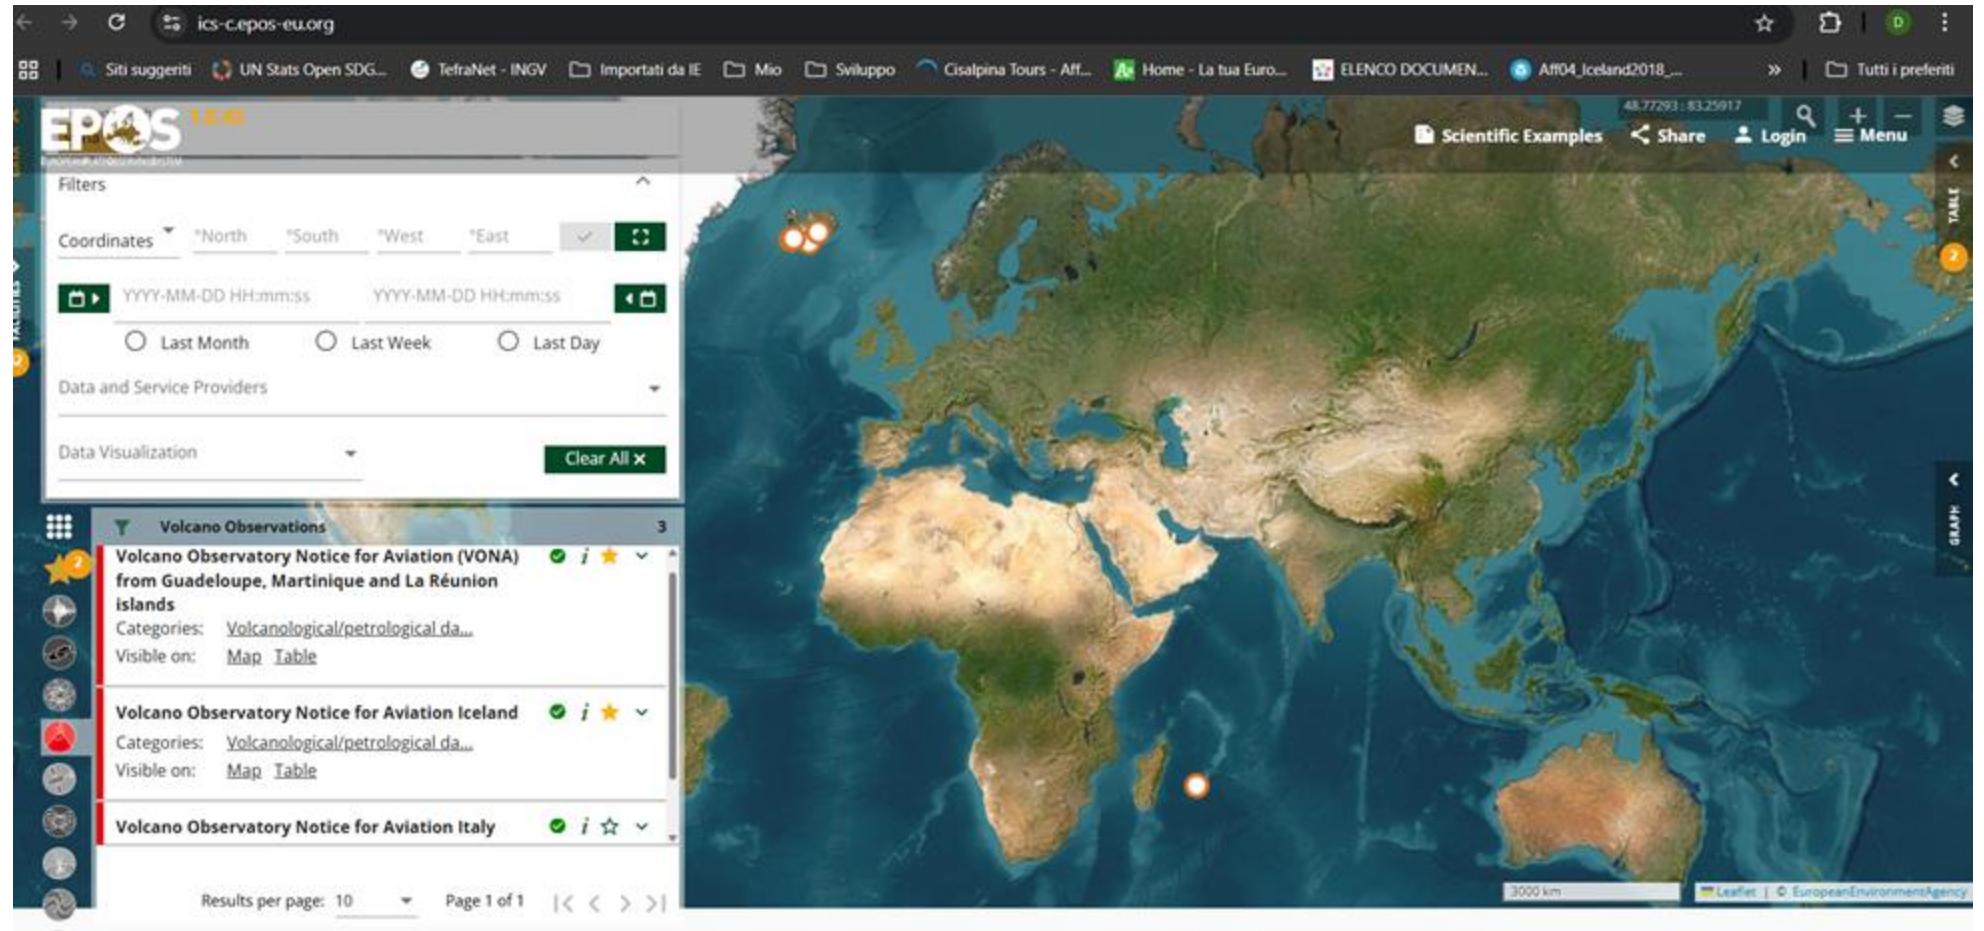 ics-c.epos-eu.org
D
Siti suggeriti
UN Stats Open SDG...
TefraNet - INGV
Importati da IE
Mio
Sviluppo
Cisalpina Tours - Aff...
Home - La tua Euro...
ELENCO DOCUMEN...
Aff04_Iceland2018_...
»
Tutti i preferiti
EPOS
48.77293 : 83.25917
Scientific Examples
Share
Login
Menu
Filters
Coordinates
°North
°South
°West
°East
YYYY-MM-DD HH:mm:ss
YYYY-MM-DD HH:mm:ss
Last Month
Last Week
Last Day
Data and Service Providers
Data Visualization
Clear All ×
Volcano Observations 3
2
Volcano Observatory Notice for Aviation (VONA)
from Guadeloupe, Martinique and La Réunion
islands
Categories: Volcanological/petrological da...
Visible on: Map Table
Volcano Observatory Notice for Aviation Iceland
Categories: Volcanological/petrological da...
Visible on: Map Table
Volcano Observatory Notice for Aviation Italy
Results per page: 10
Page 1 of 1
TABLE
2
GRAPH
3000 km
Leaflet | © EuropeanEnvironmentAgency